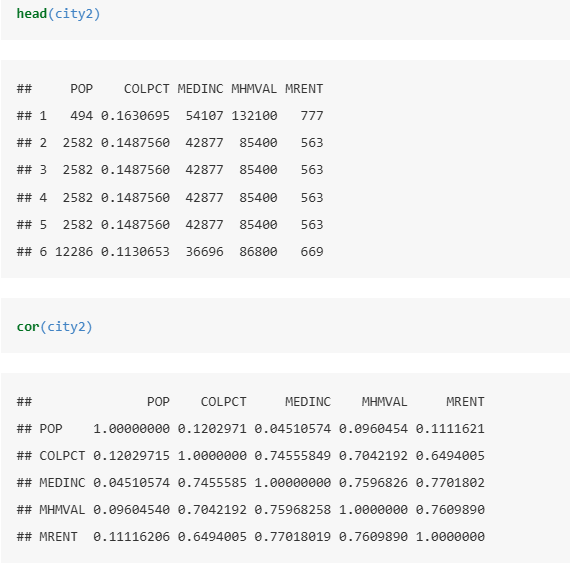 head(city2)
##     POP    COLPCT MEDINC MHMVAL MRENT
## 1   494 0.1630695  54107 132100   777
## 2  2582 0.1487560  42877  85400   563
## 3  2582 0.1487560  42877  85400   563
## 4  2582 0.1487560  42877  85400   563
## 5  2582 0.1487560  42877  85400   563
## 6 12286 0.1130653  36696  86800   669
cor(city2)
##               POP    COLPCT     MEDINC    MHMVAL     MRENT
## POP    1.00000000 0.1202971 0.04510574 0.0960454 0.1111621
## COLPCT 0.12029715 1.0000000 0.74555849 0.7042192 0.6494005
## MEDINC 0.04510574 0.7455585 1.00000000 0.7596826 0.7701802
## MHMVAL 0.09604540 0.7042192 0.75968258 1.0000000 0.7609890
## MRENT  0.11116206 0.6494005 0.77018019 0.7609890 1.0000000